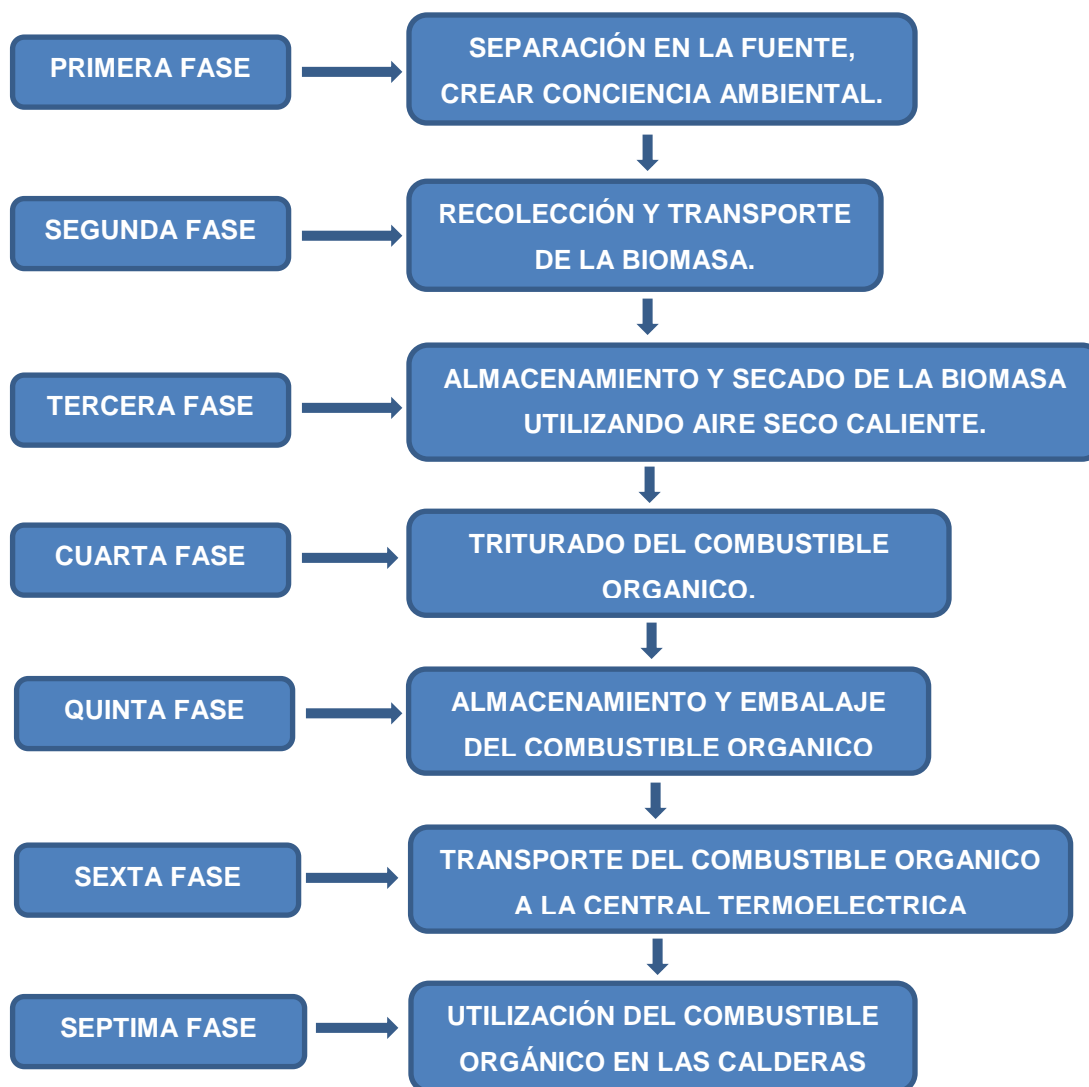 PRIMERA FASE
SEPARACIÓN EN LA FUENTE,
CREAR CONCIENCIA AMBIENTAL.
SEGUNDA FASE
RECOLECCIÓN Y TRANSPORTE
DE LA BIOMASA.
TERCERA FASE
ALMACENAMIENTO Y SECADO DE LA BIOMASA
UTILIZANDO AIRE SECO CALIENTE.
CUARTA FASE
TRITURADO DEL COMBUSTIBLE
ORGANICO.
QUINTA FASE
ALMACENAMIENTO Y EMBALAJE
DEL COMBUSTIBLE ORGANICO
SEXTA FASE
TRANSPORTE DEL COMBUSTIBLE ORGANICO
A LA CENTRAL TERMOELECTRICA
SEPTIMA FASE
UTILIZACIÓN DEL COMBUSTIBLE
ORGÁNICO EN LAS CALDERAS